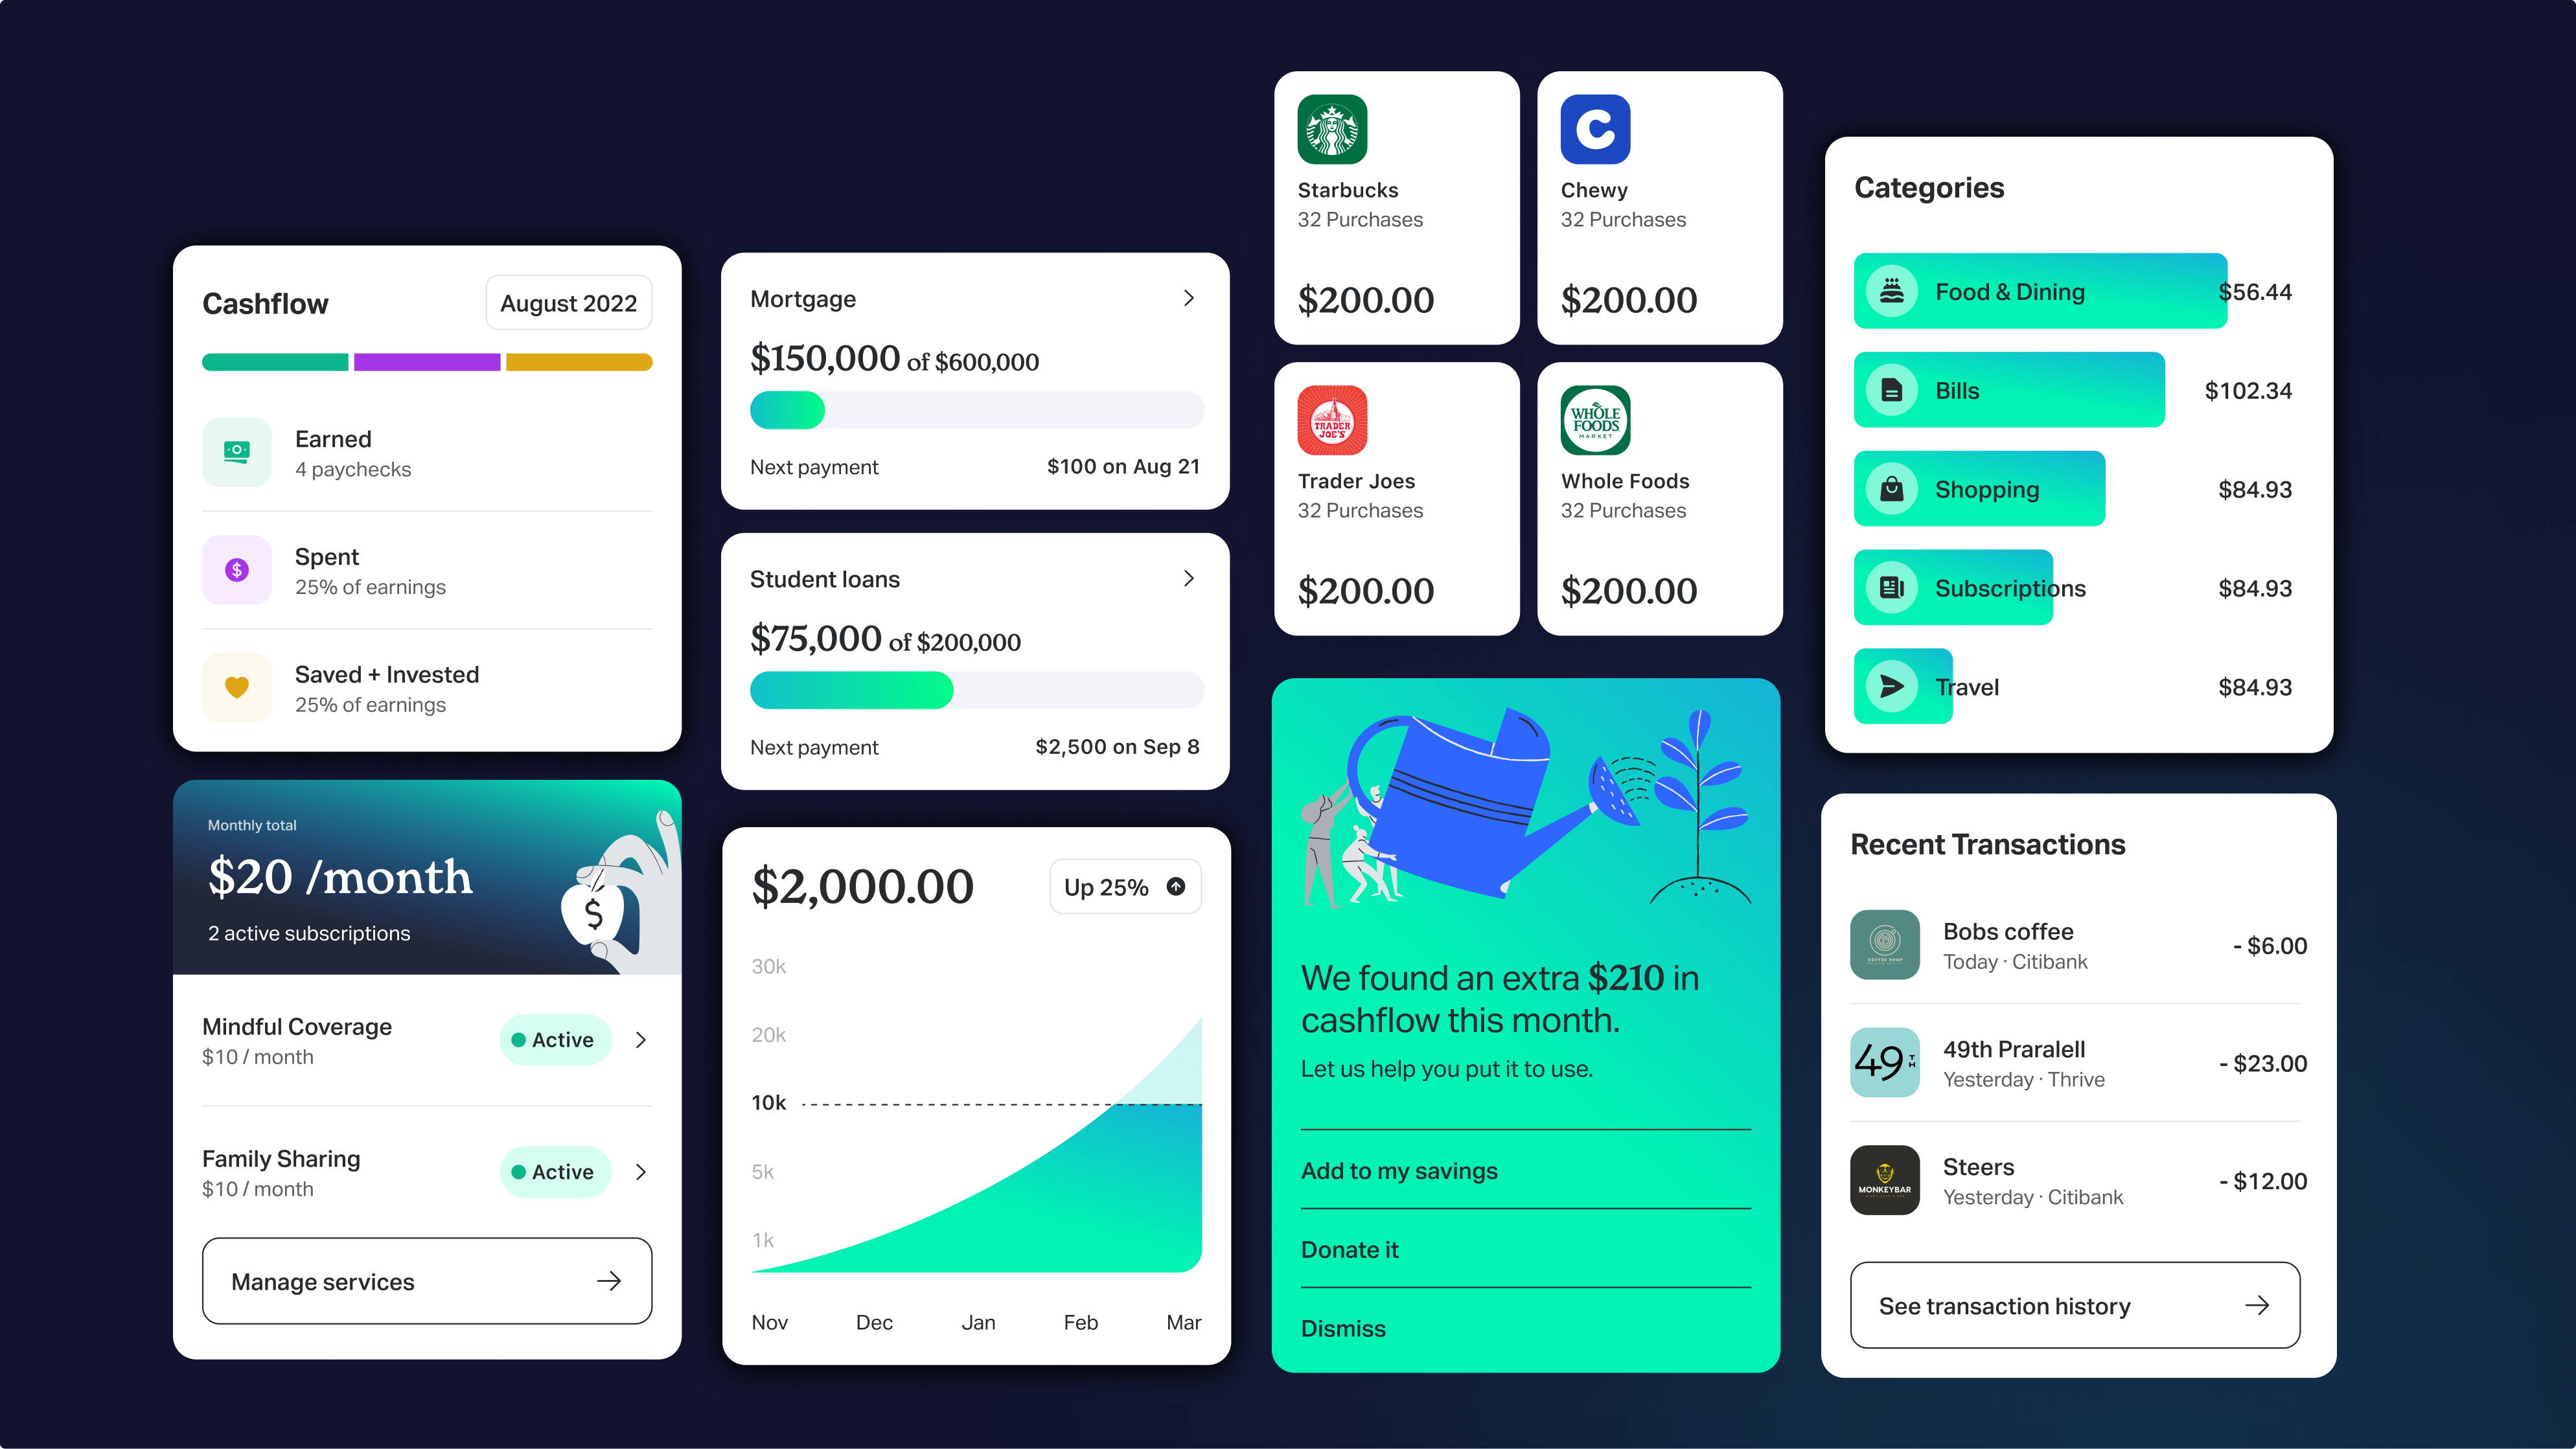 Cashflow
August 2022
Earned
4 paychecks
$
Spent
25% of earnings
Saved + Invested
25% of earnings
Monthly total
$20 /month
2 active subscriptions
$
Mindful Coverage
$10 / month
Active
Family Sharing
$10 / month
Active
Manage services
Mortgage
$150,000 of $600,000
Next payment
$100 on Aug 21
Student loans
$75,000 of $200,000
Next payment
$2,500 on Sep 8
$2,000.00
Up 25%
30k
20k
10k
5k
1k
Nov
Dec
Jan
Feb
Mar
Starbucks
32 Purchases
$200.00
C
Chewy
32 Purchases
$200.00
TRADER
JOE'S
Trader Joes
32 Purchases
$200.00
WHOLE
FOODS
MARKET
Whole Foods
32 Purchases
$200.00
We found an extra $210 in
cashflow this month.
Let us help you put it to use.
Add to my savings
Donate it
Dismiss
Categories
Food & Dining
$56.44
Bills
$102.34
Shopping
$84.93
Subscriptions
$84.93
Travel
$84.93
Recent Transactions
COFFEE SHOP
Bobs coffee
Today · Citibank
- $6.00
49TH
49th Praralell
Yesterday · Thrive
- $23.00
MONKEYBAR
Steers
Yesterday · Citibank
- $12.00
See transaction history